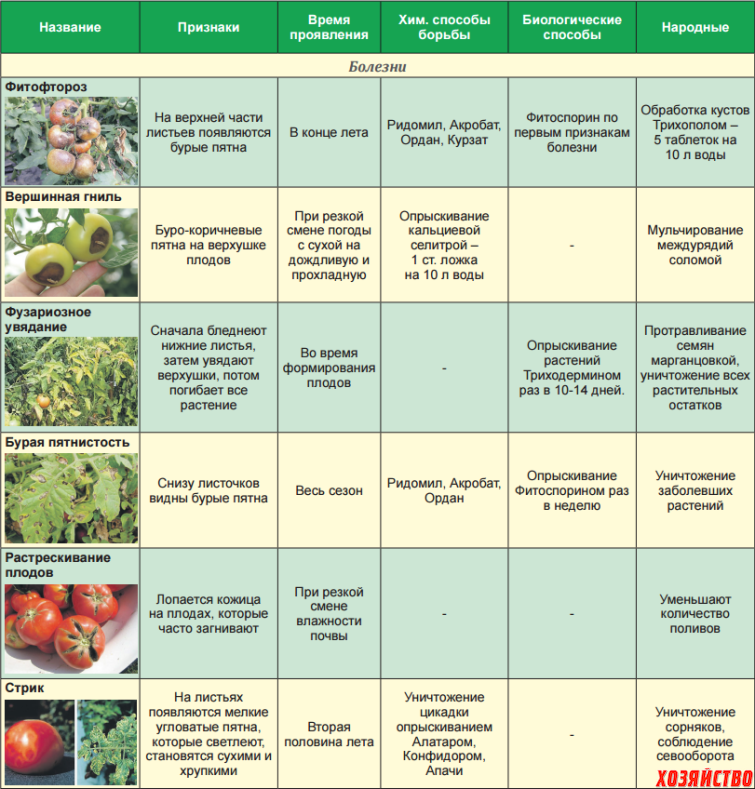 Название
Признаки
Время
проявления
Хим. способы
борьбы
Биологические
способы
Народные
Болезни
Фитофтороз
На верхней части
листьев появляются
бурые пятна
В конце лета
Ридомил, Акробат,
Ордан, Курзат
Фитоспорин по
первым признакам
болезни
Обработка кустов
Трихополом –
5 таблеток на
10 л воды
Вершинная гниль
Буро-коричневые
пятна на верхушке
плодов
При резкой
смене погоды
с сухой на
дождливую и
прохладную
Опрыскивание
кальциевой
селитрой –
1 ст. ложка
на 10 л воды
-
Мульчирование
междурядий
соломой
Фузариозное
увядание
Сначала бледнеют
нижние листья,
затем увядают
верхушки, потом
погибает все
растение
Во время
формирования
плодов
-
Опрыскивание
растений
Триходермином
раз в 10-14 дней.
Протравливание
семян
марганцовкой,
уничтожение всех
растительных
остатков
Бурая пятнистость
Снизу листочков
видны бурые пятна
Весь сезон
Ридомил, Акробат,
Ордан
Опрыскивание
Фитоспорином раз
в неделю
Уничтожение
заболевших
растений
Растрескивание
плодов
Лопается кожица
на плодах, которые
часто загнивают
При резкой
смене
влажности
почвы
-
-
Уменьшают
количество
поливов
Стрик
На листьях
появляются мелкие
угловатые пятна,
которые светлеют,
становятся сухими и
хрупкими
Вторая
половина лета
Уничтожение
цикадки
опрыскиванием
Алатаром,
Конфидором,
Апачи
-
Уничтожение
сорняков,
соблюдение
севооборота
ХОЗЯЙСТВО